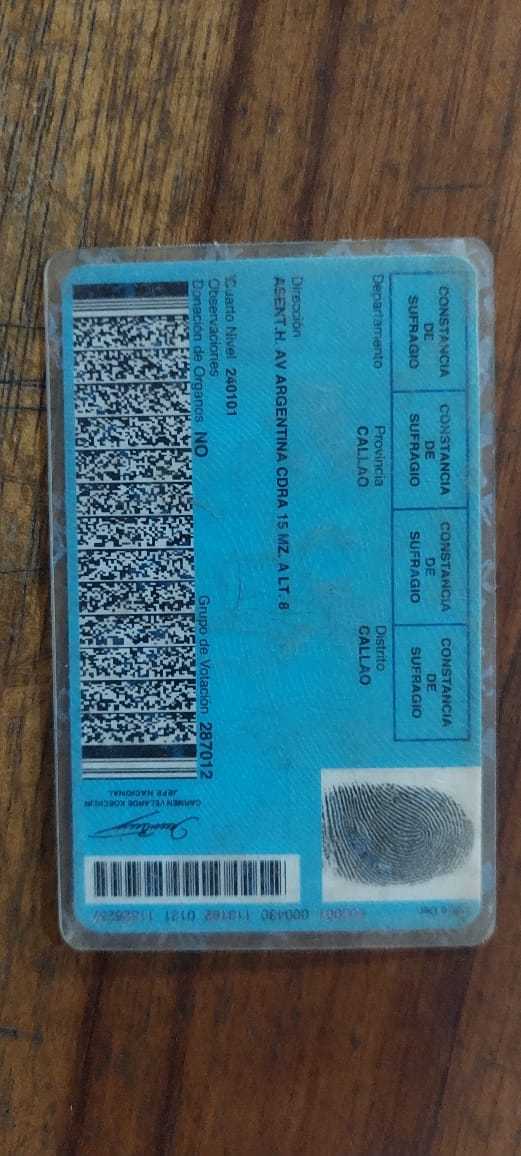 CONSTANCIA DE SUFRAGIO
CONSTANCIA DE SUFRAGIO
CONSTANCIA DE SUFRAGIO
CONSTANCIA DE SUFRAGIO
Departamento Provincia Distrito
CALLAO CALLAO
Dirección
ASENT.H. AV ARGENTINA CDRA 15 MZ. A LT. 8
Cuarto Nivel 240101
Observaciones
Donación de Organos NO
Grupo de Votación 287012
CARMEN VELARDE KOECHLIN
JEFE NACIONAL